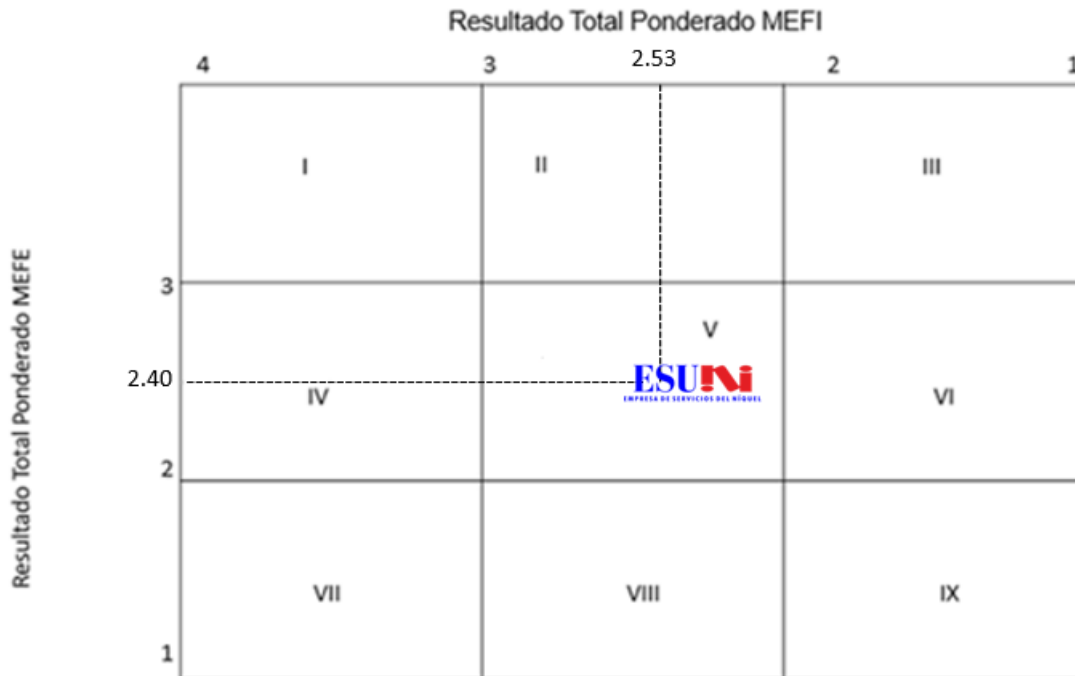 Resultado Total Ponderado MEFI
4 3 2.53 2 1
I II III
Resultado Total Ponderado MEFE
3
V
2.40
ESUNi
EMPRESA DE SERVICIOS DEL NÍQUEL
IV VI
2
VII VIII IX
1